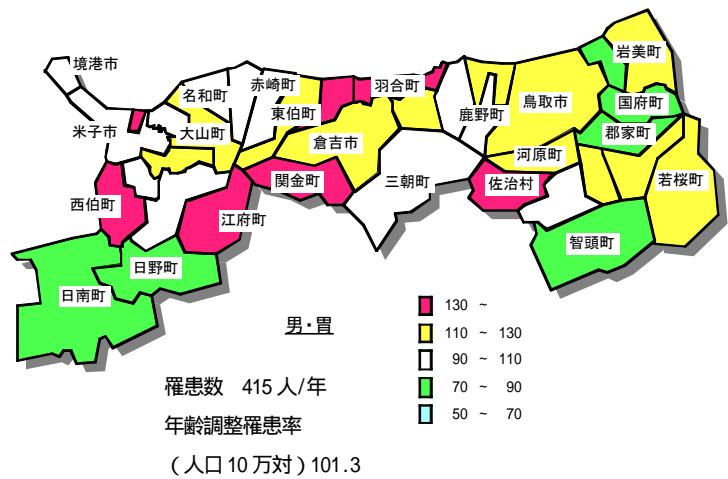 境港市
米子市
名和町
大山町
赤崎町
東伯町
羽合町
倉吉市
関金町
三朝町
鹿野町
鳥取市
岩美町
国府町
郡家町
河原町
佐治村
若桜町
智頭町
西伯町
江府町
日野町
日南町
男・胃
130 ~
110 ~ 130
90 ~ 110
70 ~ 90
50 ~ 70
罹患数 415 人/年
年齢調整罹患率
(人口10万対) 101.3